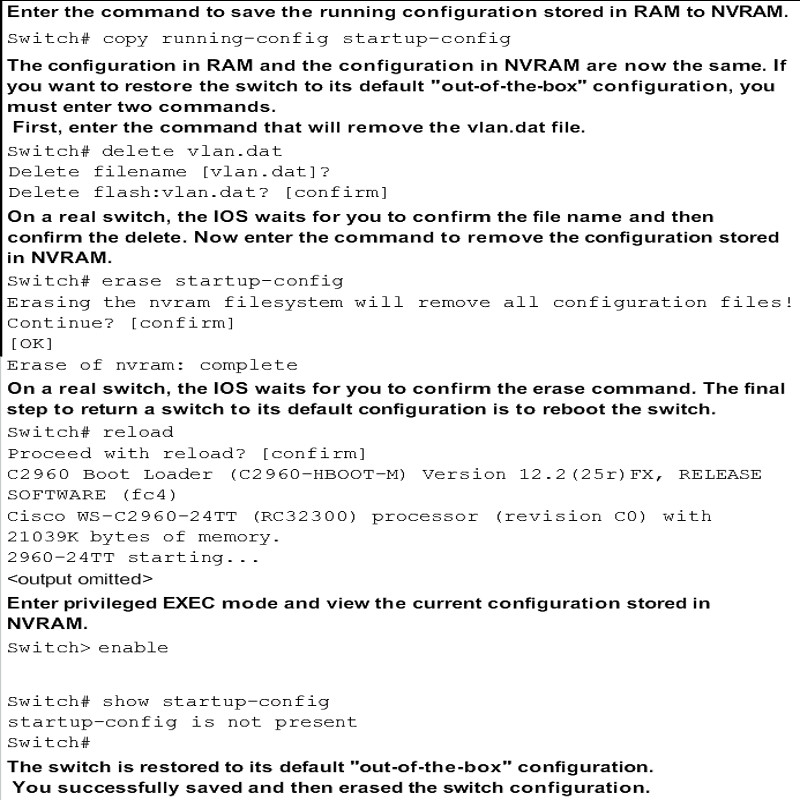 Enter the command to save the running configuration stored in RAM to NVRAM.
Switch# copy running-config startup-config
The configuration in RAM and the configuration in NVRAM are now the same. If
you want to restore the switch to its default "out-of-the-box" configuration, you
must enter two commands.
First, enter the command that will remove the vlan.dat file.
Switch# delete vlan.dat
Delete filename [vlan.dat]?
Delete flash:vlan.dat? [confirm]
On a real switch, the IOS waits for you to confirm the file name and then
confirm the delete. Now enter the command to remove the configuration stored
in NVRAM.
Switch# erase startup-config
Erasing the nvram filesystem will remove all configuration files!
Continue? [confirm]
[OK]
Erase of nvram: complete
On a real switch, the IOS waits for you to confirm the erase command. The final
step to return a switch to its default configuration is to reboot the switch.
Switch# reload
Proceed with reload? [confirm]
C2960 Boot Loader (C2960-HBOOT-M) Version 12.2(25r)FX, RELEASE
SOFTWARE (fc4)
Cisco WS-C2960-24TT (RC32300) processor (revision C0) with
21039K bytes of memory.
2960-24TT starting...
<output omitted>
Enter privileged EXEC mode and view the current configuration stored in
NVRAM.
Switch> enable
Switch# show startup-config
startup-config is not present
Switch#
The switch is restored to its default "out-of-the-box" configuration.
You successfully saved and then erased the switch configuration.